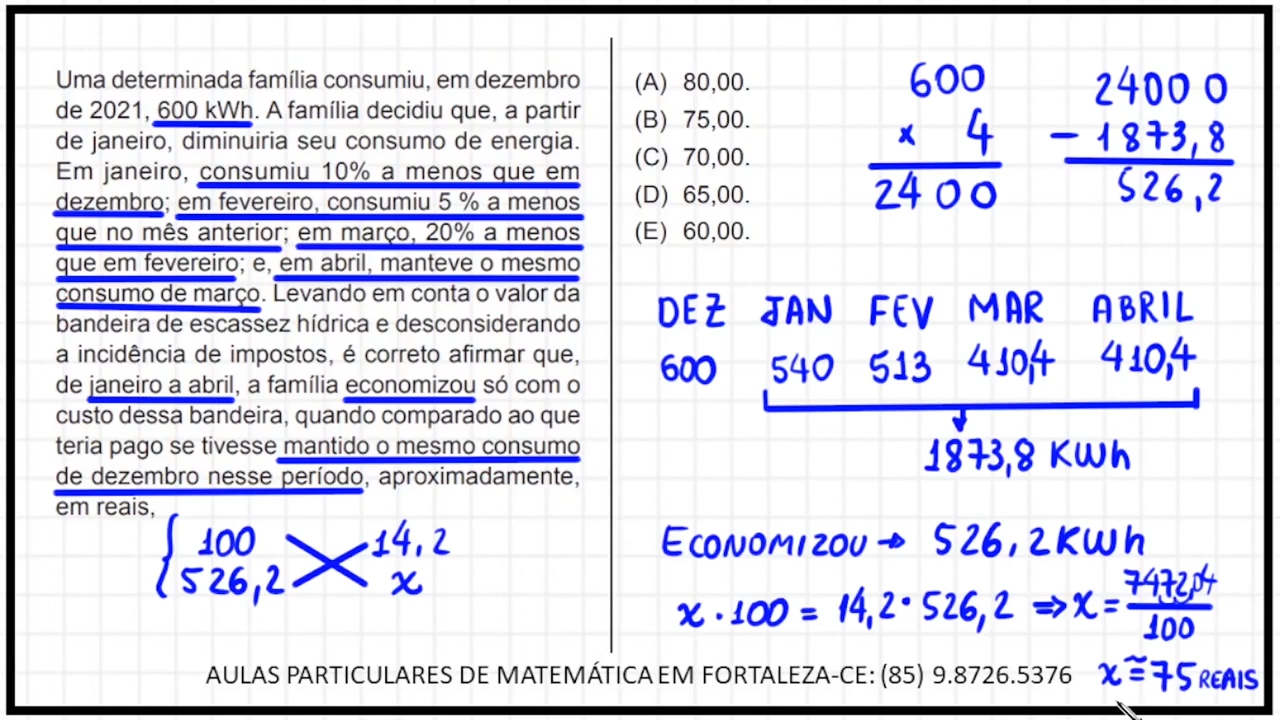 Uma determinada família consumiu, em dezembro
de 2021, 600 kWh. A família decidiu que, a partir
de janeiro, diminuiria seu consumo de energia.
Em janeiro, consumiu 10% a menos que em
dezembro; em fevereiro, consumiu 5 % a menos
que no mês anterior; em março, 20% a menos
que em fevereiro; e, em abril, manteve o mesmo
consumo de março. Levando em conta o valor da
bandeira de escassez hídrica e desconsiderando
a incidência de impostos, é correto afirmar que,
de janeiro a abril, a família economizou só com o
custo dessa bandeira, quando comparado ao que
teria pago se tivesse mantido o mesmo consumo
de dezembro nesse período, aproximadamente,
em reais,
100 14,2
526,2 x
(A) 80,00.
(B) 75,00.
(C) 70,00.
(D) 65,00.
(E) 60,00.
600
x 4
2400
24000
- 1873,8
526,2
DEZ JAN FEV MAR ABRIL
600 540 513 410,4 410,4
1873,8 KWh
ECONOMIZOU → 526,2KWh
x . 100 = 14,2 . 526,2 ⇒ x = 7472,04
100
x ≅ 75 REAIS
AULAS PARTICULARES DE MATEMÁTICA EM FORTALEZA-CE: (85) 9.8726.5376